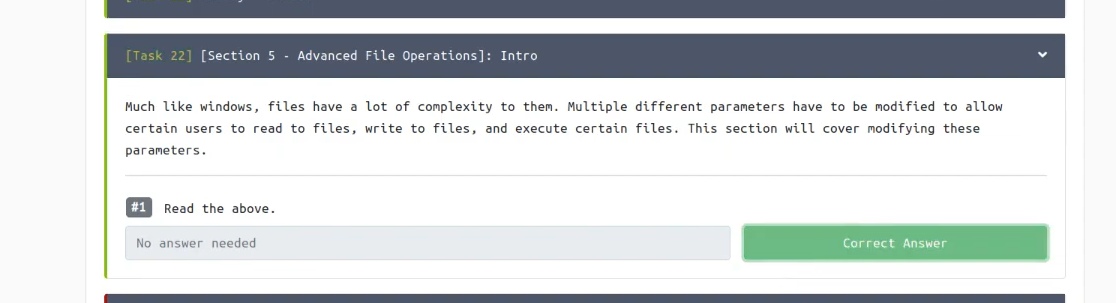 [Task 22] [Section 5 - Advanced File Operations]: Intro
Much like windows, files have a lot of complexity to them. Multiple different parameters have to be modified to allow
certain users to read to files, write to files, and execute certain files. This section will cover modifying these
parameters.
#1 Read the above.
No answer needed
Correct Answer